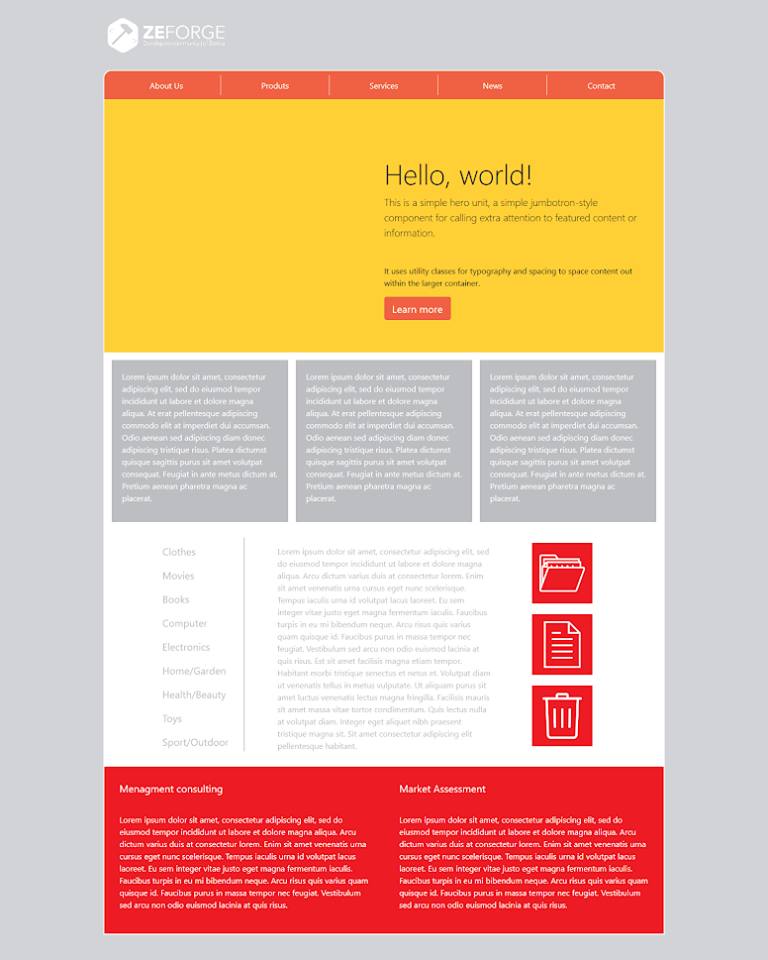 ZEFORGE
About Us
Produts
Services
News
Contact
Hello, world!
This is a simple hero unit, a simple jumbotron-style
component for calling extra attention to featured content or
information.
It uses utility classes for typography and spacing to space content out
within the larger container.
Learn more
Lorem ipsum dolor sit amet, consectetur
adipiscing elit, sed do eiusmod tempor
incididunt ut labore et dolore magna
aliqua. At erat pellentesque adipiscing
commodo elit at imperdiet dui accumsan.
Odio aenean sed adipiscing diam donec
adipiscing tristique risus. Platea dictumst
quisque sagittis purus sit amet volutpat
consequat. Feugiat in ante metus dictum at.
Pretium aenean pharetra magna ac
placerat.
Lorem ipsum dolor sit amet, consectetur
adipiscing elit, sed do eiusmod tempor
incididunt ut labore et dolore magna
aliqua. At erat pellentesque adipiscing
commodo elit at imperdiet dui accumsan.
Odio aenean sed adipiscing diam donec
adipiscing tristique risus. Platea dictumst
quisque sagittis purus sit amet volutpat
consequat. Feugiat in ante metus dictum at.
Pretium aenean pharetra magna ac
placerat.
Lorem ipsum dolor sit amet, consectetur
adipiscing elit, sed do eiusmod tempor
incididunt ut labore et dolore magna
aliqua. At erat pellentesque adipiscing
commodo elit at imperdiet dui accumsan.
Odio aenean sed adipiscing diam donec
adipiscing tristique risus. Platea dictumst
quisque sagittis purus sit amet volutpat
consequat. Feugiat in ante metus dictum at.
Pretium aenean pharetra magna ac
placerat.
Clothes
Movies
Books
Computer
Electronics
Home/Garden
Health/Beauty
Toys
Sport/Outdoor
Lorem ipsum dolor sit amet, consectetur adipiscing elit, sed
do eiusmod tempor incididunt ut labore et dolore magna
aliqua. Arcu dictum varius duis at consectetur lorem. Enim
sit amet venenatis urna cursus eget nunc scelerisque.
Tempus iaculis urna id volutpat lacus laoreet. Eu sem
integer vitae justo eget magna fermentum iaculis. Faucibus
turpis in eu mi bibendum neque. Arcu risus quis varius
quam quisque id. Faucibus purus in massa tempor nec
feugiat. Vestibulum sed arcu non odio euismod lacinia at
quis risus. Est sit amet facilisis magna etiam tempor.
Habitant morbi tristique senectus et netus et. Volutpat diam
ut venenatis tellus in metus vulputate. Ut aliquam purus sit
amet luctus venenatis lectus magna fringilla. Facilisis mauris
sit amet massa vitae tortor condimentum. Quis lectus nulla
at volutpat diam. Integer eget aliquet nibh praesent
tristique magna sit. Sit amet consectetur adipiscing elit
pellentesque habitant.
Menagment consulting
Lorem ipsum dolor sit amet, consectetur adipiscing elit, sed do
eiusmod tempor incididunt ut labore et dolore magna aliqua. Arcu
dictum varius duis at consectetur lorem. Enim sit amet venenatis urna
cursus eget nunc scelerisque. Tempus iaculis urna id volutpat lacus
laoreet. Eu sem integer vitae justo eget magna fermentum iaculis.
Faucibus turpis in eu mi bibendum neque. Arcu risus quis varius quam
quisque id. Faucibus purus in massa tempor nec feugiat. Vestibulum
sed arcu non odio euismod lacinia at quis risus.
Market Assessment
Lorem ipsum dolor sit amet, consectetur adipiscing elit, sed do
eiusmod tempor incididunt ut labore et dolore magna aliqua. Arcu
dictum varius duis at consectetur lorem. Enim sit amet venenatis urna
cursus eget nunc scelerisque. Tempus iaculis urna id volutpat lacus
laoreet. Eu sem integer vitae justo eget magna fermentum iaculis.
Faucibus turpis in eu mi bibendum neque. Arcu risus quis varius quam
quisque id. Faucibus purus in massa tempor nec feugiat. Vestibulum
sed arcu non odio euismod lacinia at quis risus.